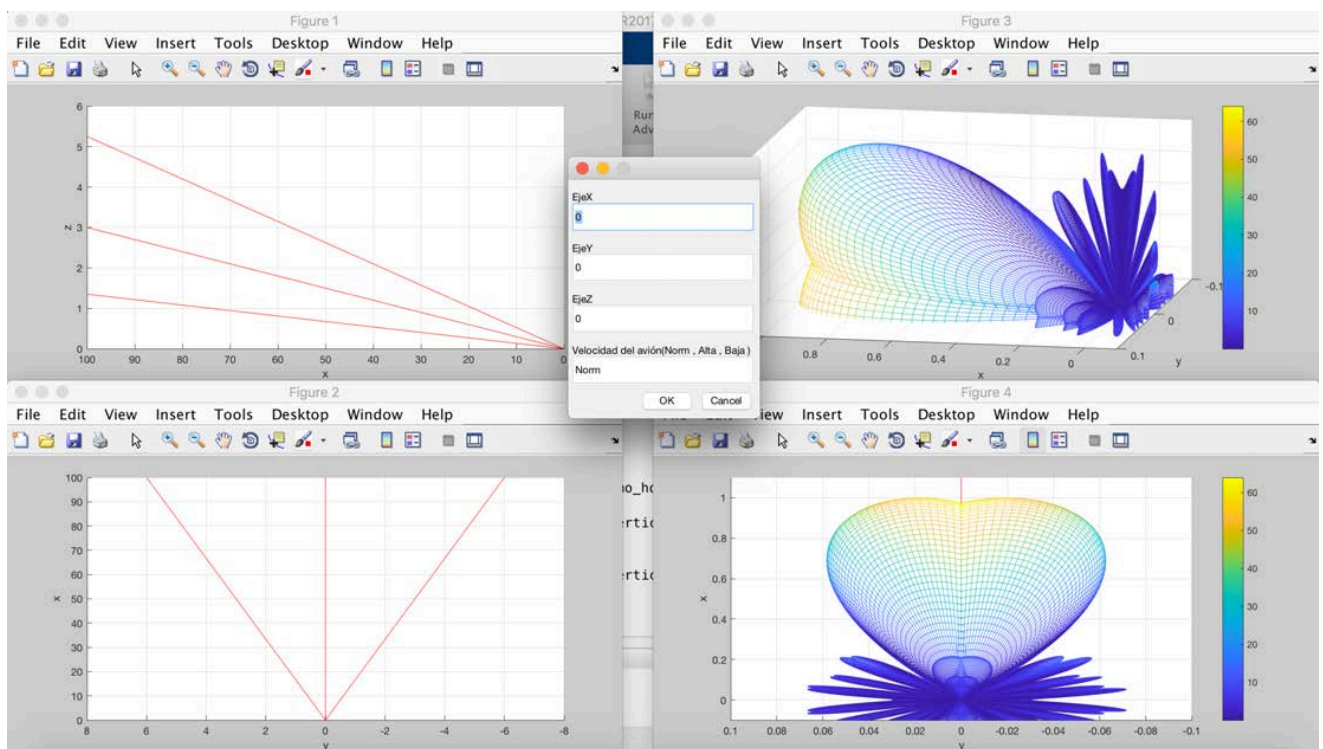 Figure 1
File Edit View Insert Tools Desktop Window Help
6
5
4
z 3
2
1
0
100 90 80 70 60 50 40 30 20 10 0
x
Figure 3
File Edit View Insert Tools Desktop Window Help
60
50
40
30
20
10
0.8 0.6 0.4 0.2 0
x
0.1 0 -0.1
y
Run
Adv
EjeX
0
EjeY
0
EjeZ
0
Velocidad del avión(Norm , Alta , Baja )
Norm
OK Cancel
Figure 2
File Edit View Insert Tools Desktop Window Help
100
90
80
70
60
x 50
40
30
20
10
0
8 6 4 2 0 -2 -4 -6 -8
y
Figure 4
View Insert Tools Desktop Window Help
1
0.8
0.6
x
0.4
0.2
0
0.1 0.08 0.06 0.04 0.02 0 -0.02 -0.04 -0.06 -0.08 -0.1
y
60
50
40
30
20
10